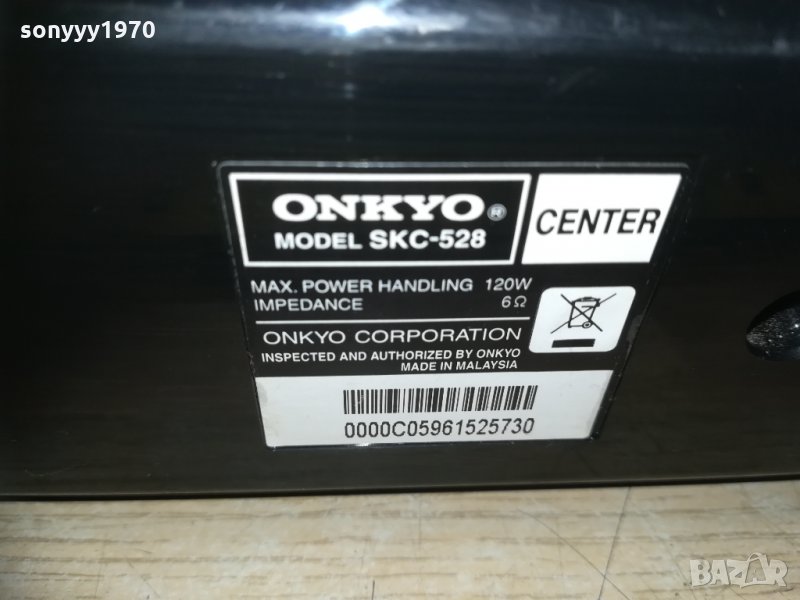 sonyyy1970
ONKYO®
MODEL SKC-528
CENTER
MAX. POWER HANDLING 120W
IMPEDANCE 6Ω
ONKYO CORPORATION
INSPECTED AND AUTHORIZED BY ONKYO
MADE IN MALAYSIA
0000C05961525730
BAZAR